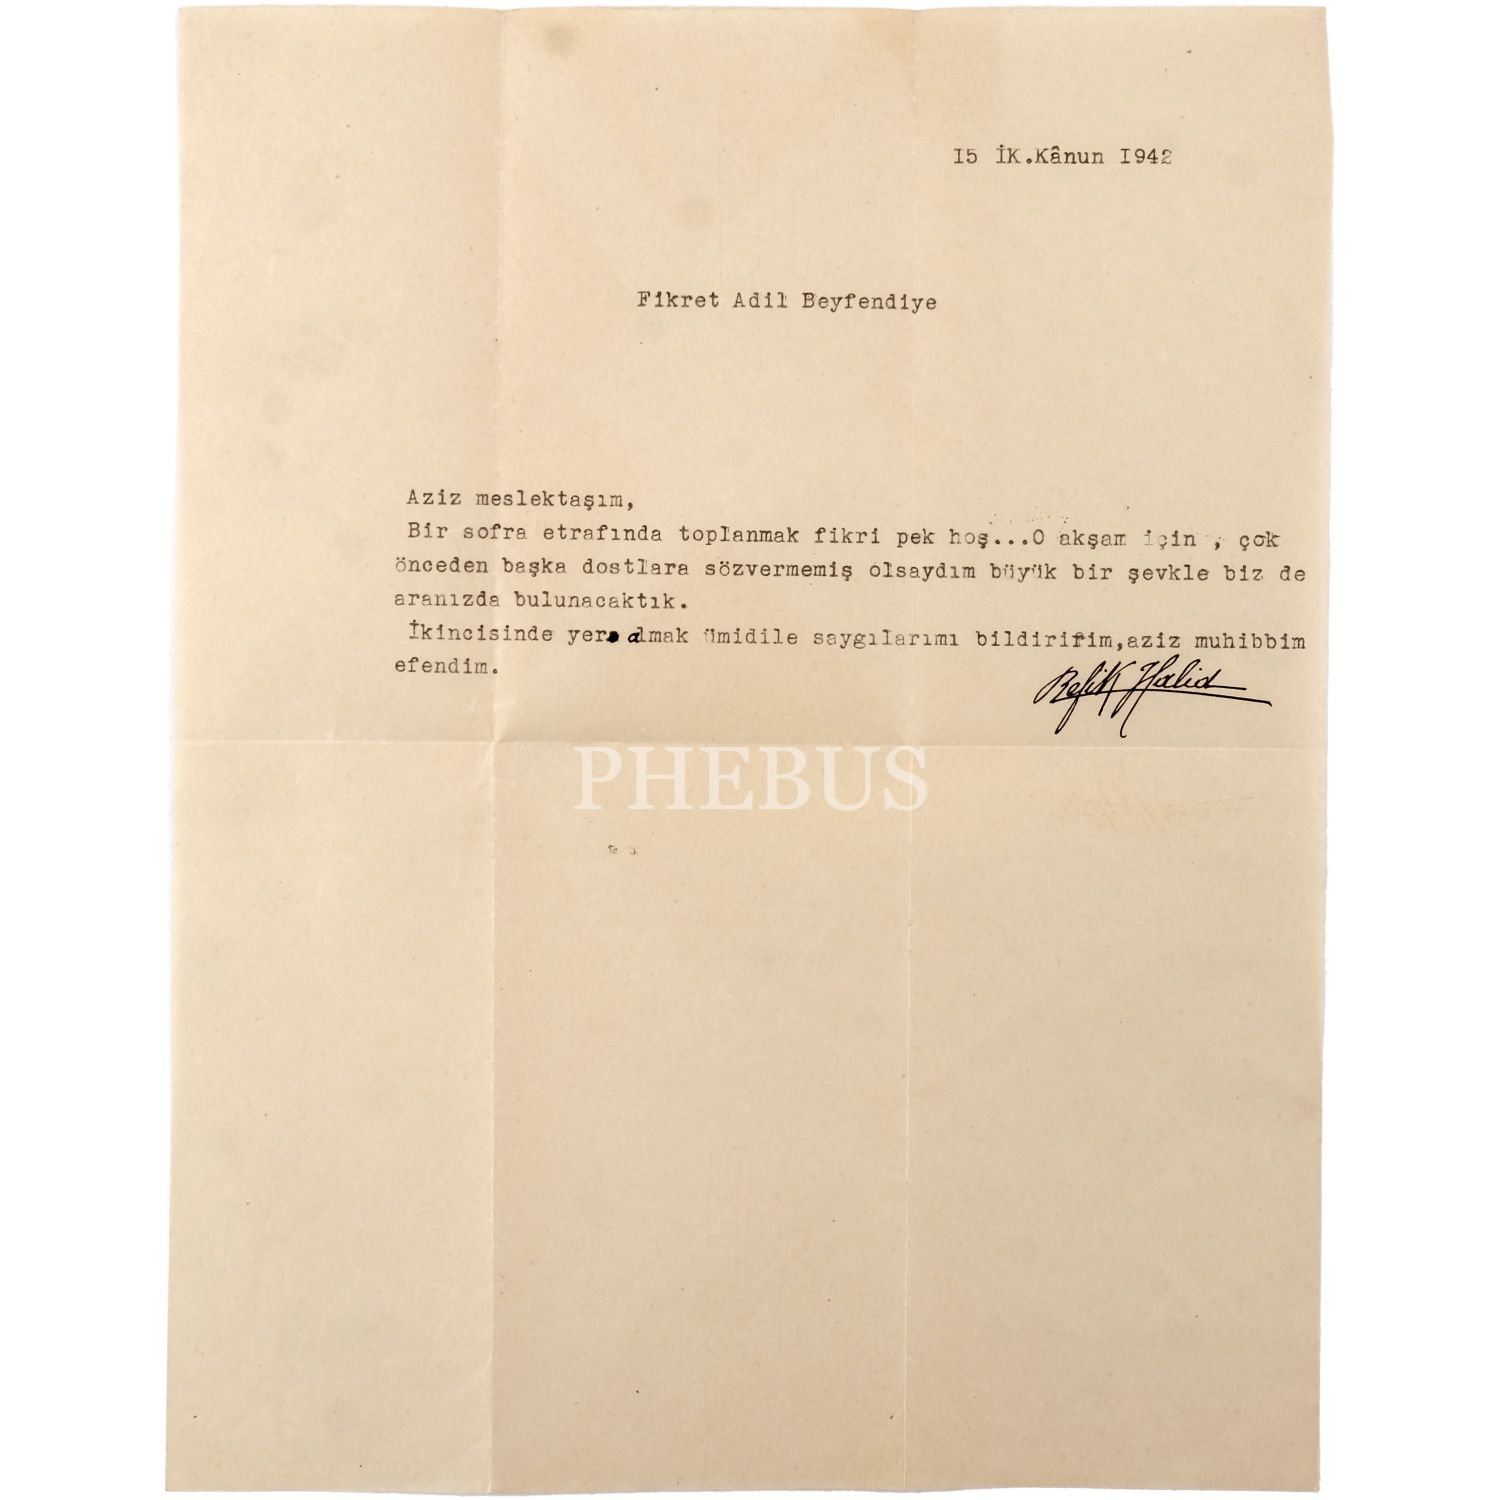 15 İK.Kânun 1942
Fikret Adil Beyfendiye
Aziz meslektaşım,
Bir sofra etrafında toplanmak fikri pek hoş...O akşam için , çok
önceden başka dostlara sözvermemiş olsaydım büyük bir şevkle biz de
aranızda bulunacaktık.
İkincisinde yer almak ümidile saygılarımı bildiririm,aziz muhibbim
efendim.
Refik Halid
PHEBUS